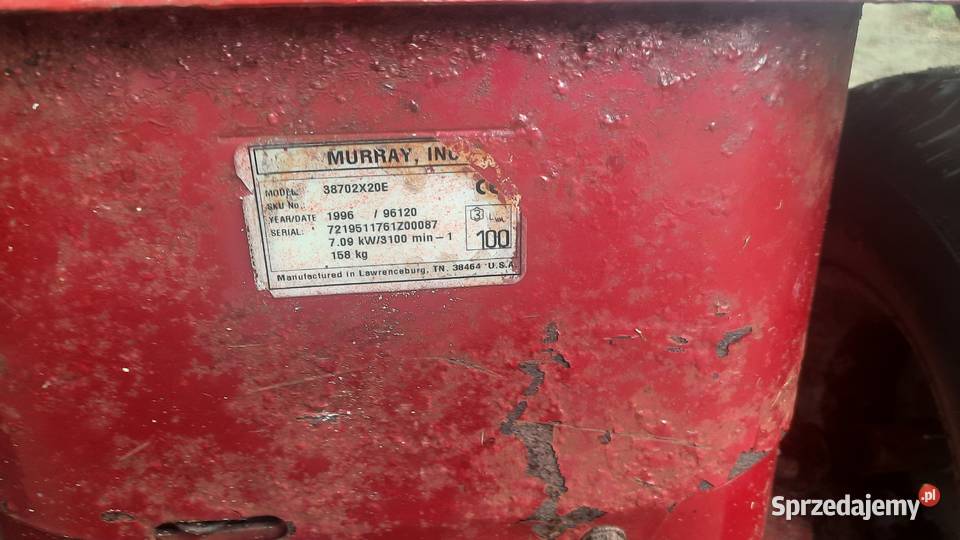 MURRAY, INC
MODEL: 38702X20E
CE
SKU No.:
YEAR/DATE 1996 / 96120
SERIAL: 7219511761Z00087
7.09 kW/3100 min-1
158 kg
LWA
100
Manufactured in Lawrenceburg, TN. 38464 U.S.A
Sprzedajemy.pl